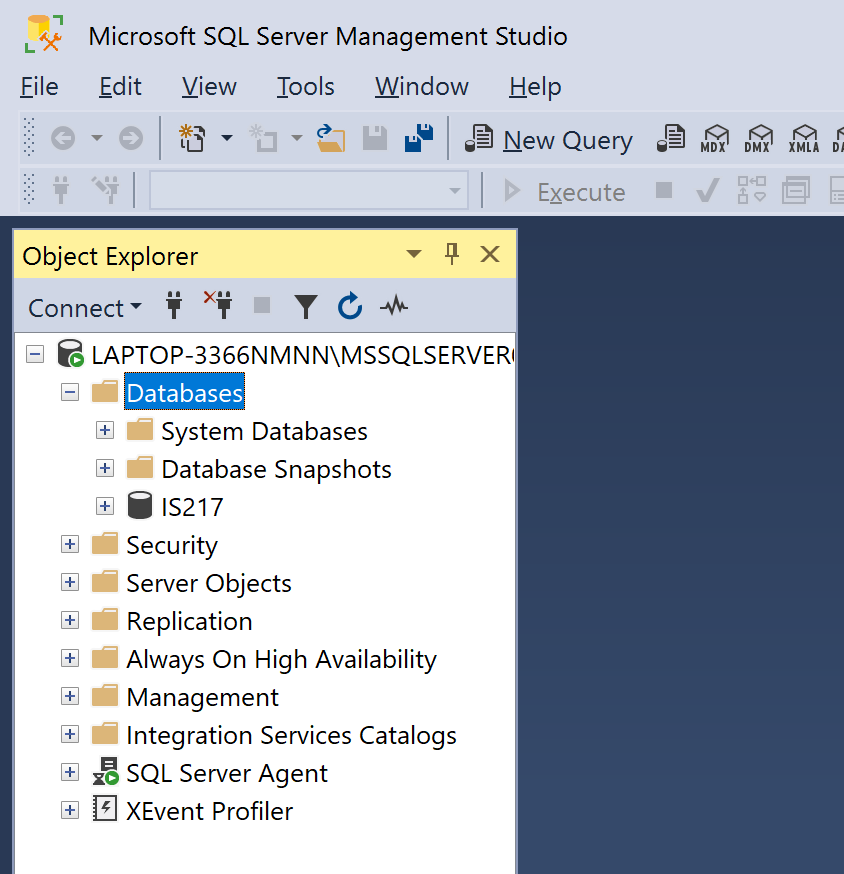 Microsoft SQL Server Management Studio
File Edit View Tools Window Help
New Query MDX DMX XMLA
Execute
Object Explorer
Connect
LAPTOP-3366NMNN\MSSQLSERVER
Databases
System Databases
Database Snapshots
IS217
Security
Server Objects
Replication
Always On High Availability
Management
Integration Services Catalogs
SQL Server Agent
XEvent Profiler